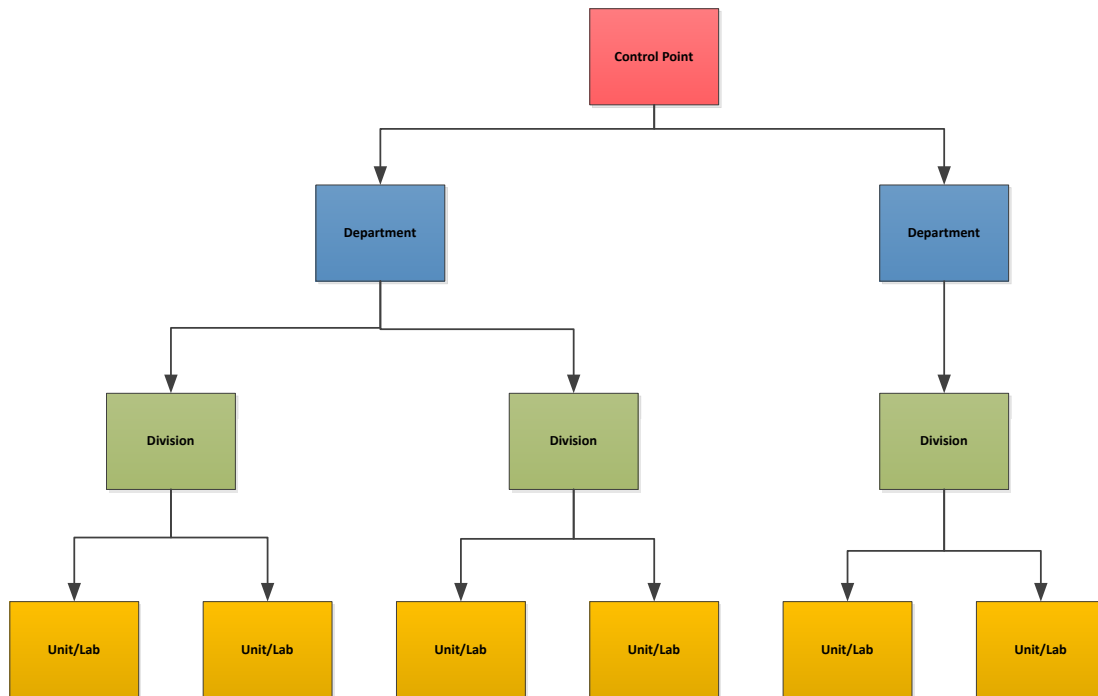 Control Point
Department
Department
Division
Division
Division
Unit/Lab
Unit/Lab
Unit/Lab
Unit/Lab
Unit/Lab
Unit/Lab